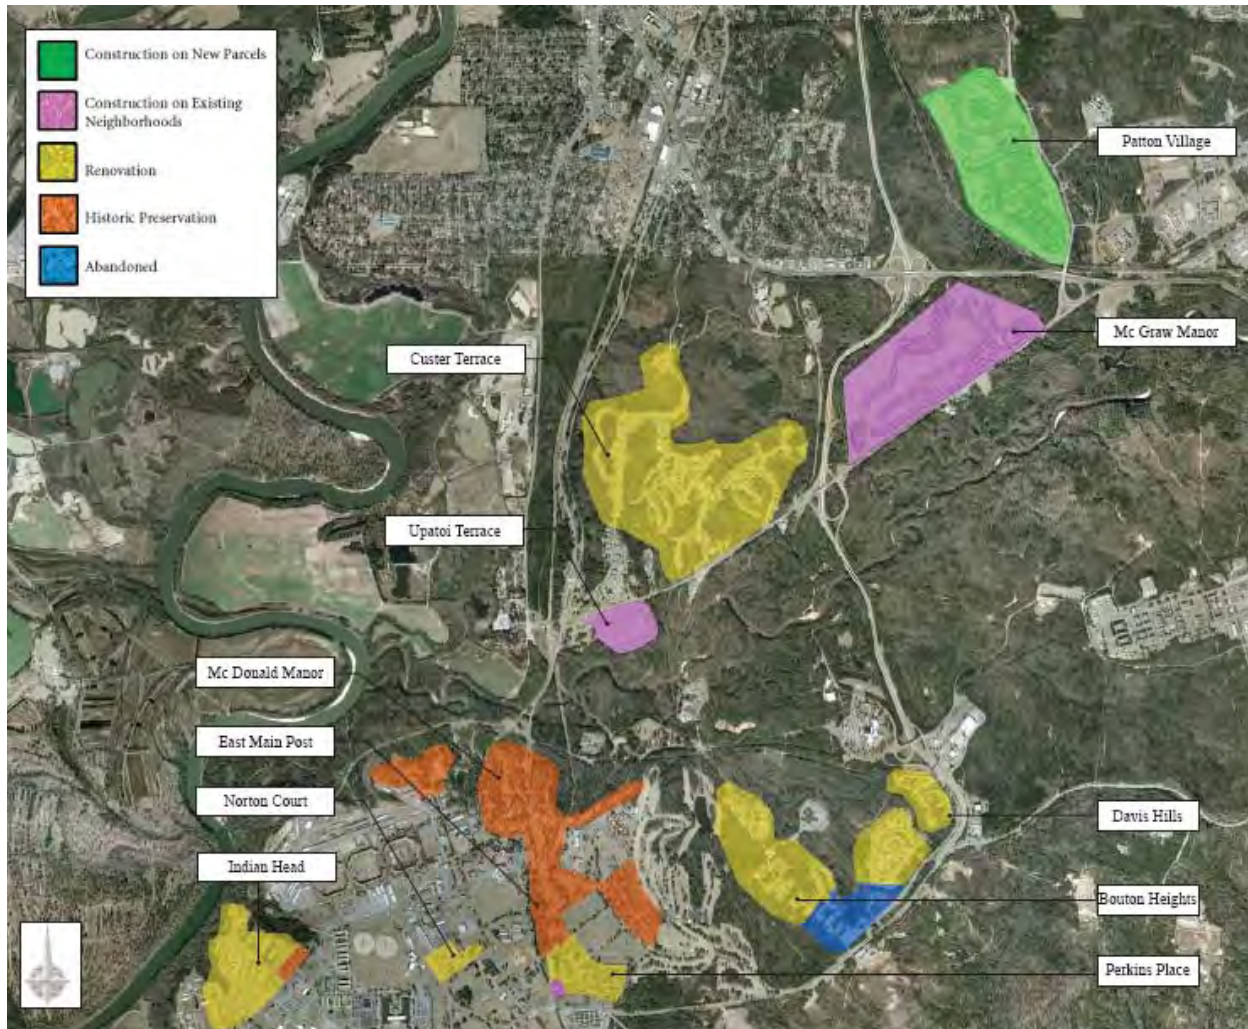 Construction on New Parcels
Construction on Existing
Neighborhoods
Renovation
Historic Preservation
Abandoned
Patton Village
Mc Graw Manor
Custer Terrace
Upatoi Terrace
Mc Donald Manor
East Main Post
Norton Court
Indian Head
Davis Hills
Bouton Heights
Perkins Place